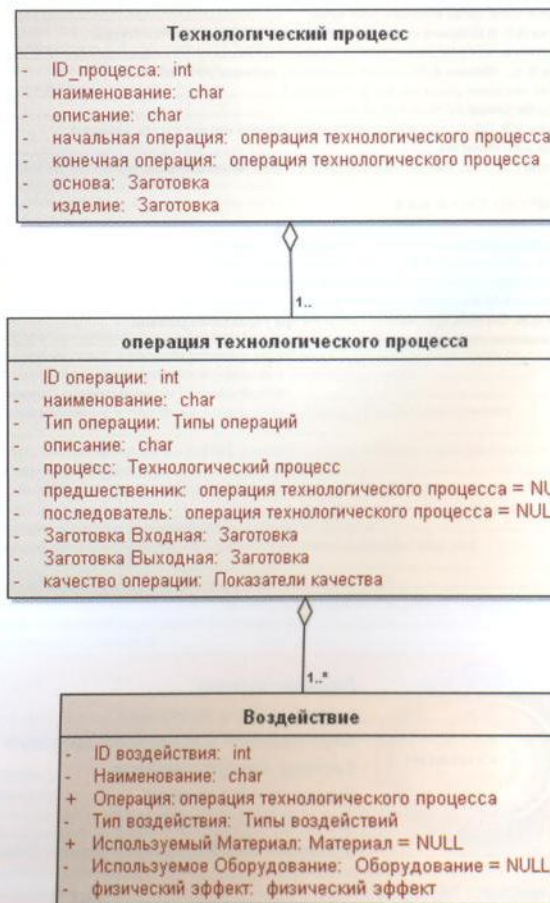 Технологический процесс
- ID_процесса: int
- наименование: char
- описание: char
- начальная операция: операция технологического процесса
- конечная операция: операция технологического процесса
- основа: Заготовка
- изделие: Заготовка
1..
операция технологического процесса
- ID операции: int
- наименование: char
- Тип операции: Типы операций
- описание: char
- процесс: Технологический процесс
- предшественник: операция технологического процесса = NU
- последователь: операция технологического процесса = NUL
- Заготовка Входная: Заготовка
- Заготовка Выходная: Заготовка
- качество операции: Показатели качества
1..*
Воздействие
- ID воздействия: int
- Наименование: char
+ Операция: операция технологического процесса
- Тип воздействия: Типы воздействий
+ Используемый Материал: Материал = NULL
- Используемое Оборудование: Оборудование = NULL
- физический эффект: физический эффект